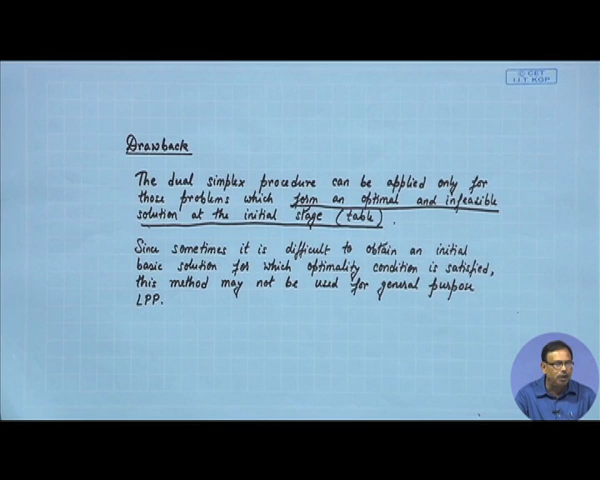 © CET
I.I.T. KGP
Drawback
The dual simplex procedure can be applied only for
those problems which form an optimal and infeasible
solution at the initial stage (table).
Since sometimes it is difficult to obtain an initial
basic solution for which optimality condition is satisfied,
this method may not be used for general purpose
LPP.